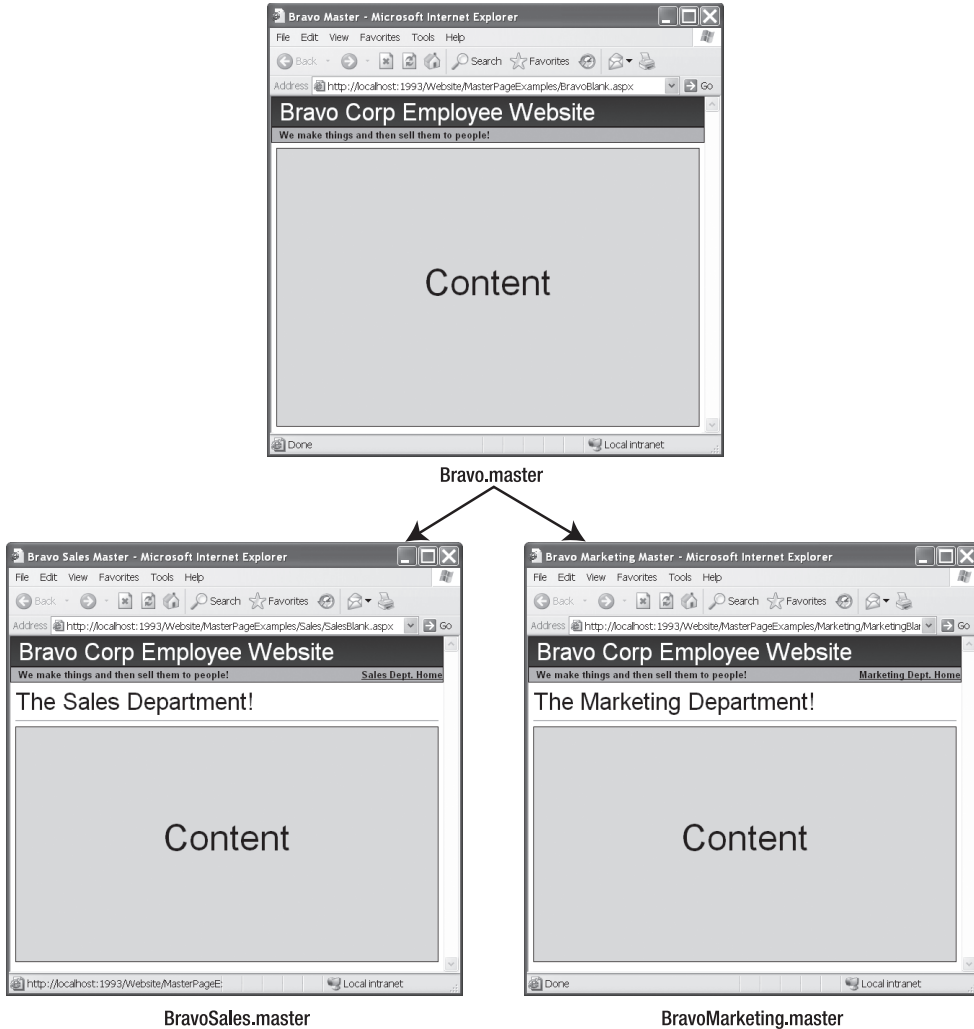 Bravo Master - Microsoft Internet Explorer
File Edit View Favorites Tools Help
Back Search Favorites
Address http://localhost:1993/Website/MasterPageExamples/BravoBlank.aspx Go
Bravo Corp Employee Website
We make things and then sell them to people!
Content
Done Local intranet
Bravo.master
Bravo Sales Master - Microsoft Internet Explorer
File Edit View Favorites Tools Help
Back Search Favorites
Address http://localhost:1993/Website/MasterPageExamples/Sales/SalesBlank.aspx Go
Bravo Corp Employee Website
We make things and then sell them to people! Sales Dept. Home
The Sales Department!
Content
http://localhost:1993/Website/MasterPageE: Local intranet
BravoSales.master
Bravo Marketing Master - Microsoft Internet Explorer
File Edit View Favorites Tools Help
Back Search Favorites
Address http://localhost:1993/Website/MasterPageExamples/Marketing/MarketingBlar Go
Bravo Corp Employee Website
We make things and then sell them to people! Marketing Dept. Home
The Marketing Department!
Content
Done Local intranet
BravoMarketing.master